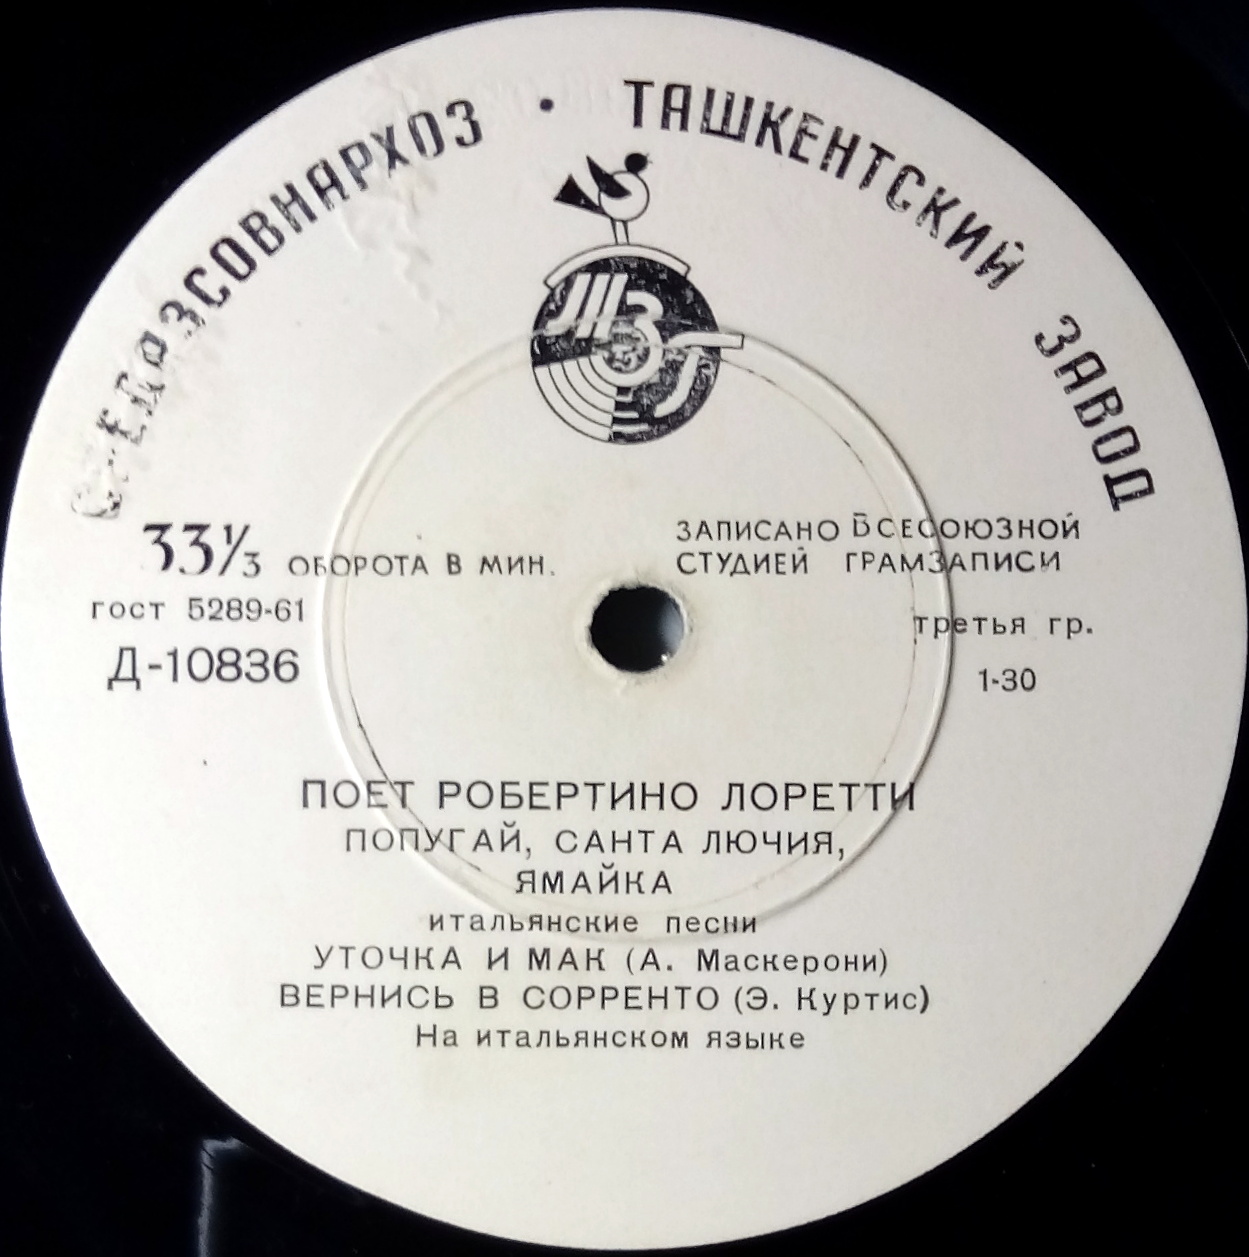 СРЕДАЗСОВНАРХОЗ • ТАШКЕНТСКИЙ ЗАВОД
ТЗ
33⅓ ОБОРОТА В МИН.
ГОСТ 5289-61
Д-10836
ЗАПИСАНО ВСЕСОЮЗНОЙ
СТУДИЕЙ ГРАМЗАПИСИ
третья гр.
1-30
ПОЕТ РОБЕРТИНО ЛОРЕТТИ
ПОПУГАЙ, САНТА ЛЮЧИЯ,
ЯМАЙКА
итальянские песни
УТОЧКА И МАК (А. Маскерони)
ВЕРНИСЬ В СОРРЕНТО (Э. Куртис)
На итальянском языке